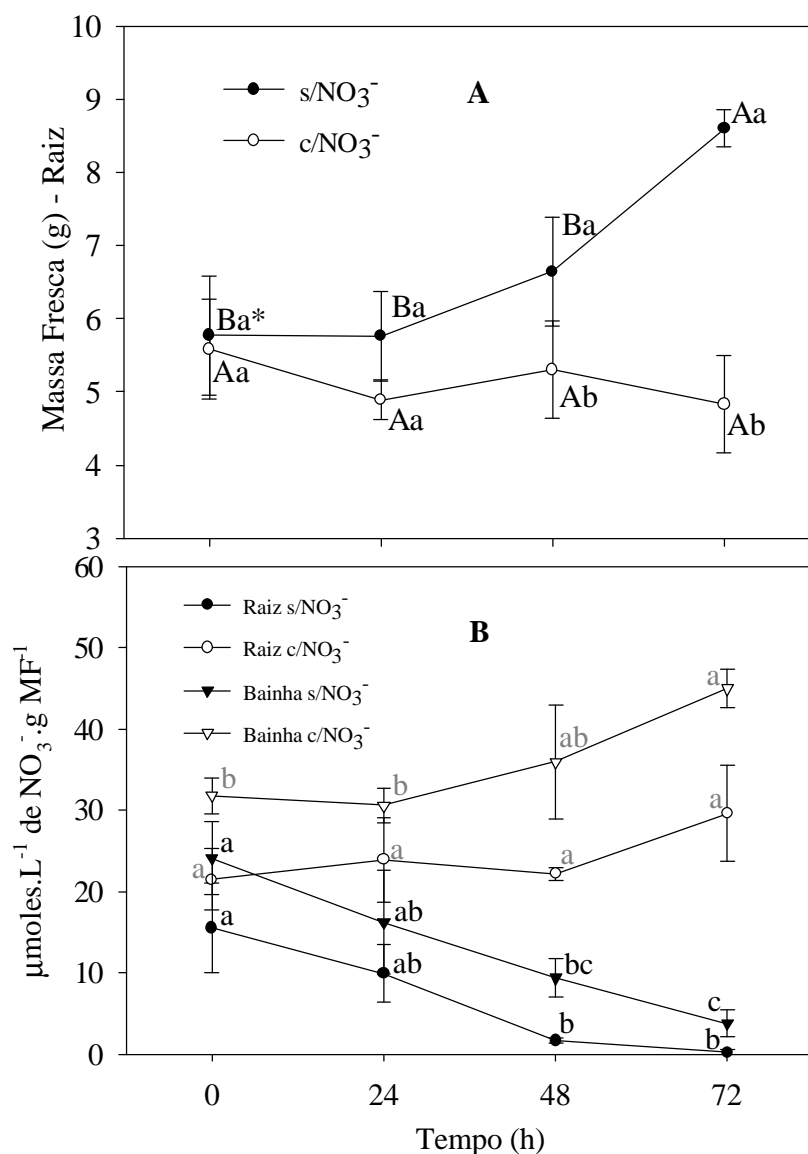 10
9
8
7
6
5
4
3
Massa Fresca (g) - Raiz
s/NO3-
c/NO3-
A
Aa
Ba
Ba
Ba*
Aa
Aa
Ab
Ab
60
50
40
30
20
10
0
µmoles.L-1 de NO3-.g MF-1
Raiz s/NO3-
Raiz c/NO3-
Bainha s/NO3-
Bainha c/NO3-
B
b
b
ab
a
a
a
a
a
a
ab
bc
c
a
ab
b
b
0
24
48
72
Tempo (h)